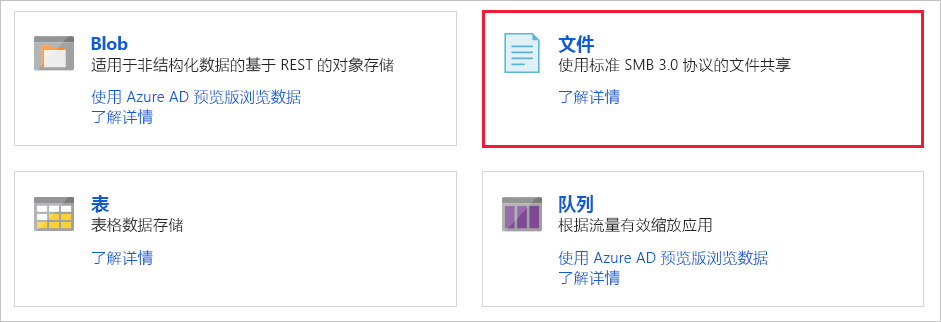 Blob
适用于非结构化数据的基于 REST 的对象存储
使用 Azure AD 预览版浏览数据
了解详情
文件
使用标准 SMB 3.0 协议的文件共享
了解详情
表
表格数据存储
了解详情
队列
根据流量有效缩放应用
使用 Azure AD 预览版浏览数据
了解详情